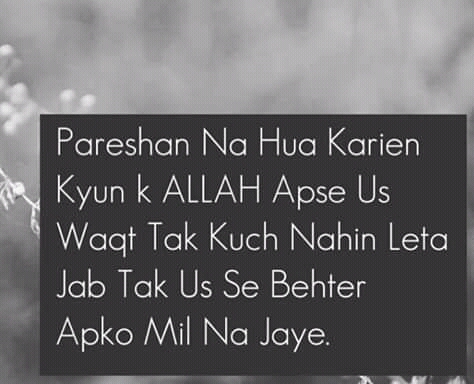 Pareshan Na Hua Karien
Kyun k ALLAH Apse Us
Waqt Tak Kuch Nahin Leta
Jab Tak Us Se Behter
Apko Mil Na Jaye.